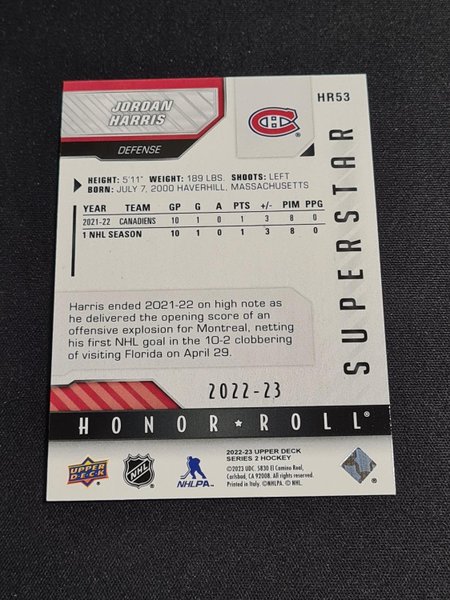 JORDAN
HARRIS
DEFENSE
HR53
HEIGHT: 5'11" WEIGHT: 189 LBS. SHOOTS: LEFT
BORN: JULY 7, 2000 HAVERHILL, MASSACHUSETTS
YEAR TEAM GP G A PTS +/- PIM PPG
2021-22 CANADIENS 10 1 0 1 3 8 0
1 NHL SEASON 10 1 0 1 3 8 0
SUPERSTAR
Harris ended 2021-22 on high note as
he delivered the opening score of an
offensive explosion for Montreal, netting
his first NHL goal in the 10-2 clobbering
of visiting Florida on April 29.
2022-23
HONOR ★ ROLL®
UPPER
DECK
NHL
NHLPA™
2022-23 UPPER DECK
SERIES 2 HOCKEY
©2023 UDC. 5830 El Camino Real,
Carlsbad, CA 92008. All rights reserved.
Printed in Italy. ©NHLPA. © NHL.
®